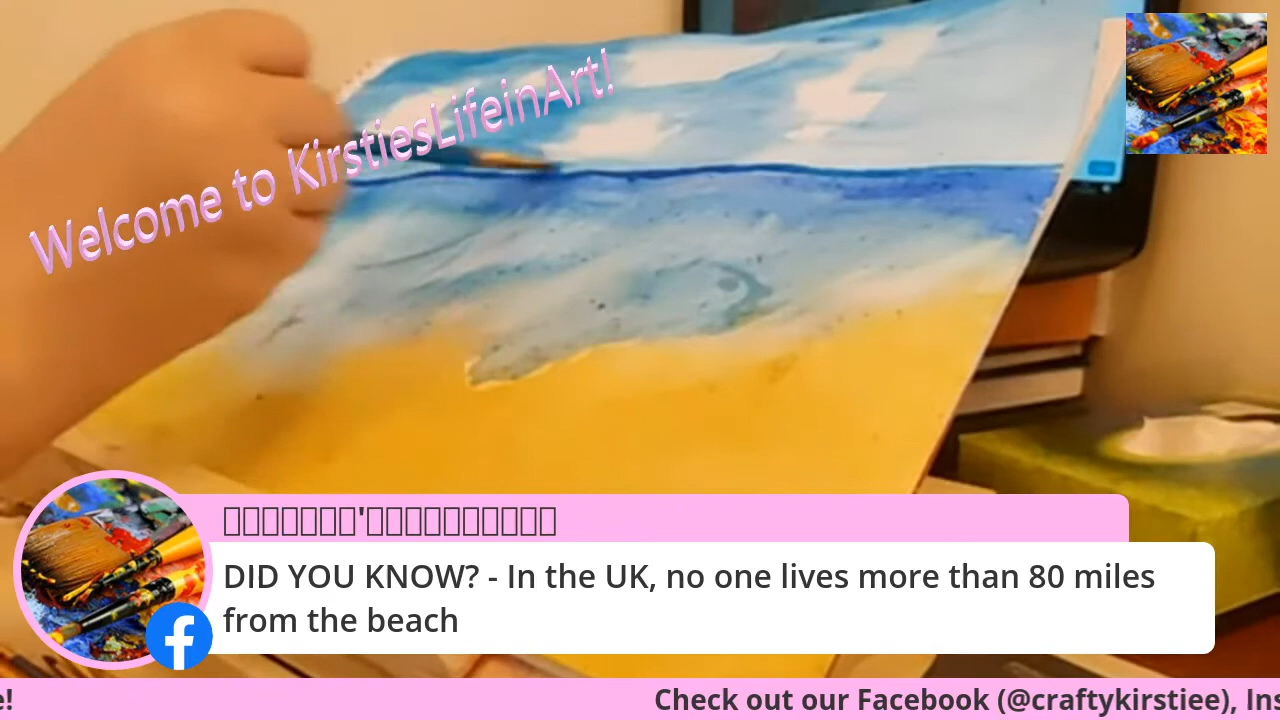 Welcome to KirstiesLifeinArt!
DID YOU KNOW? - In the UK, no one lives more than 80 miles
from the beach
e!
Check out our Facebook (@craftykirstiee), Ins